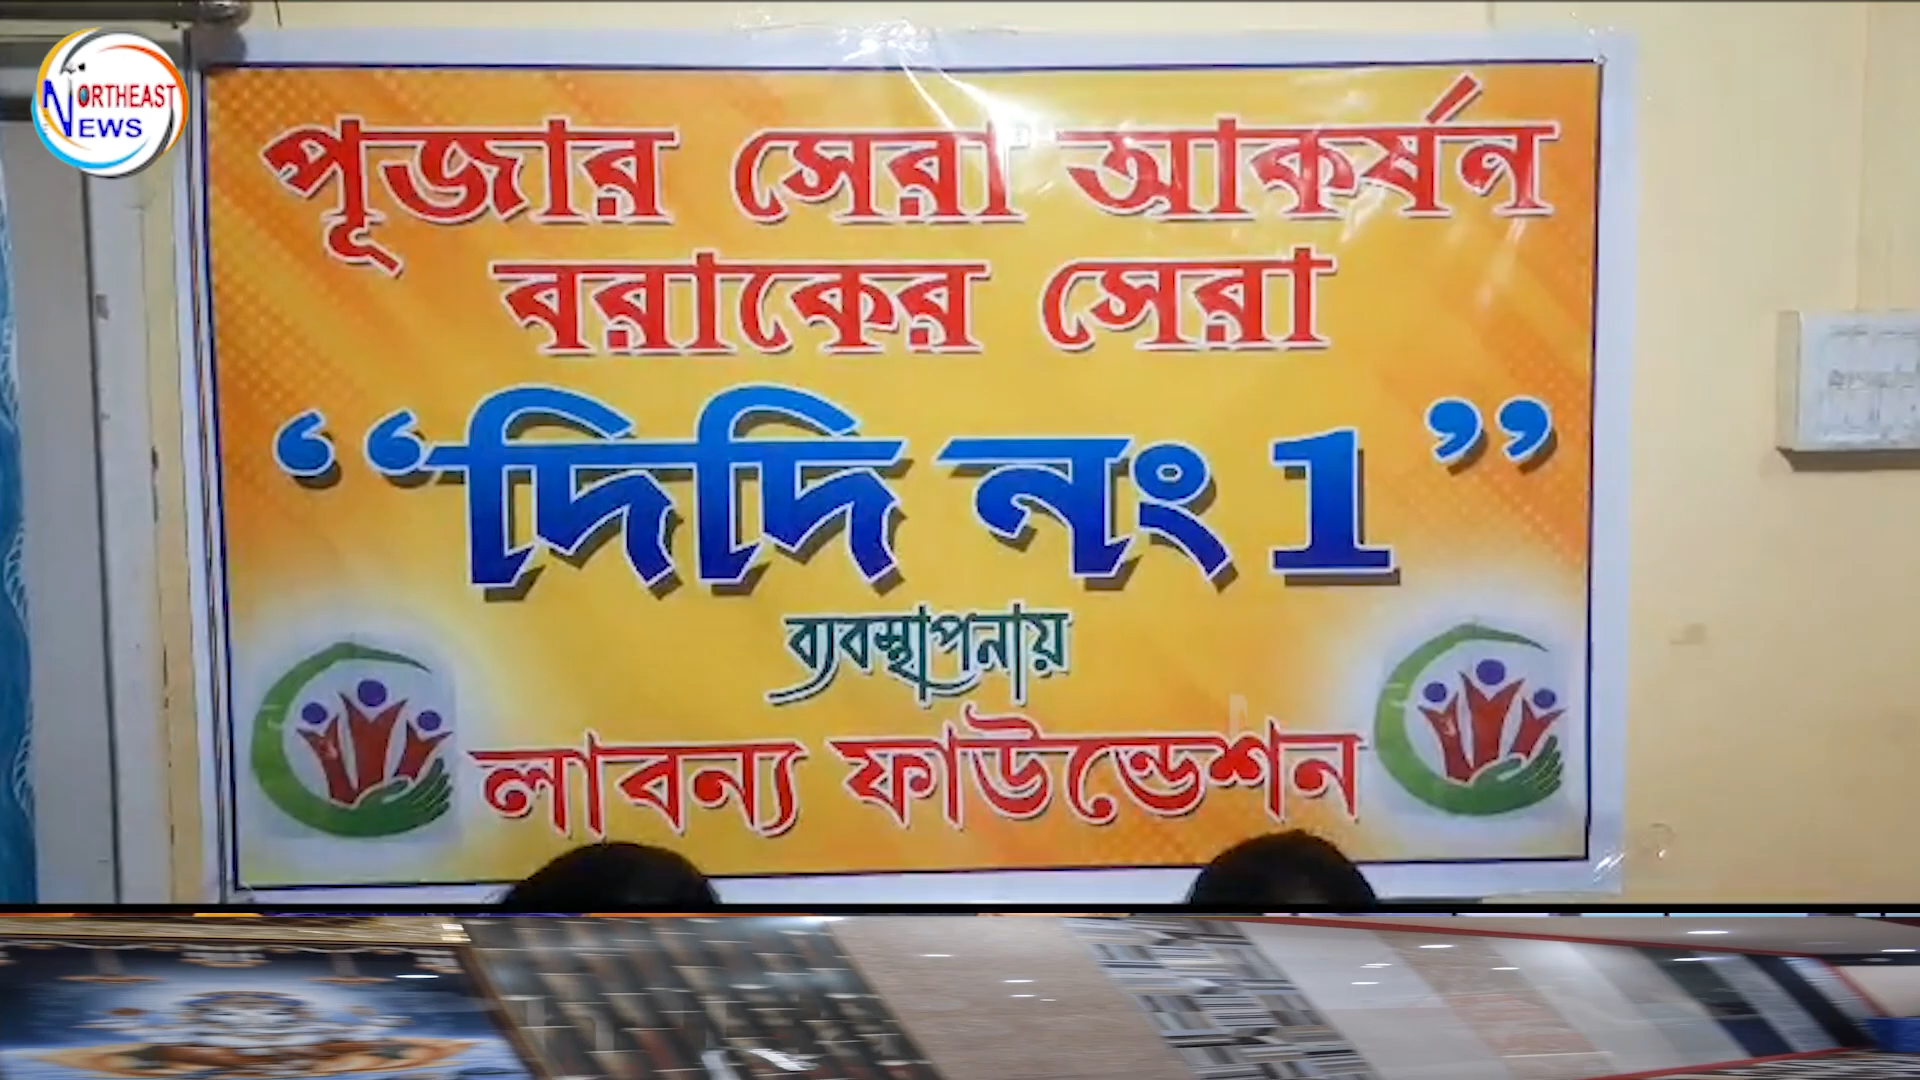 NORTHEAST
NEWS
পূজার সেরা আকর্ষন
বরাকের সেরা
“দিদি নং 1”
ব্যবস্থাপনায়
লাবন্য ফাউন্ডেশন